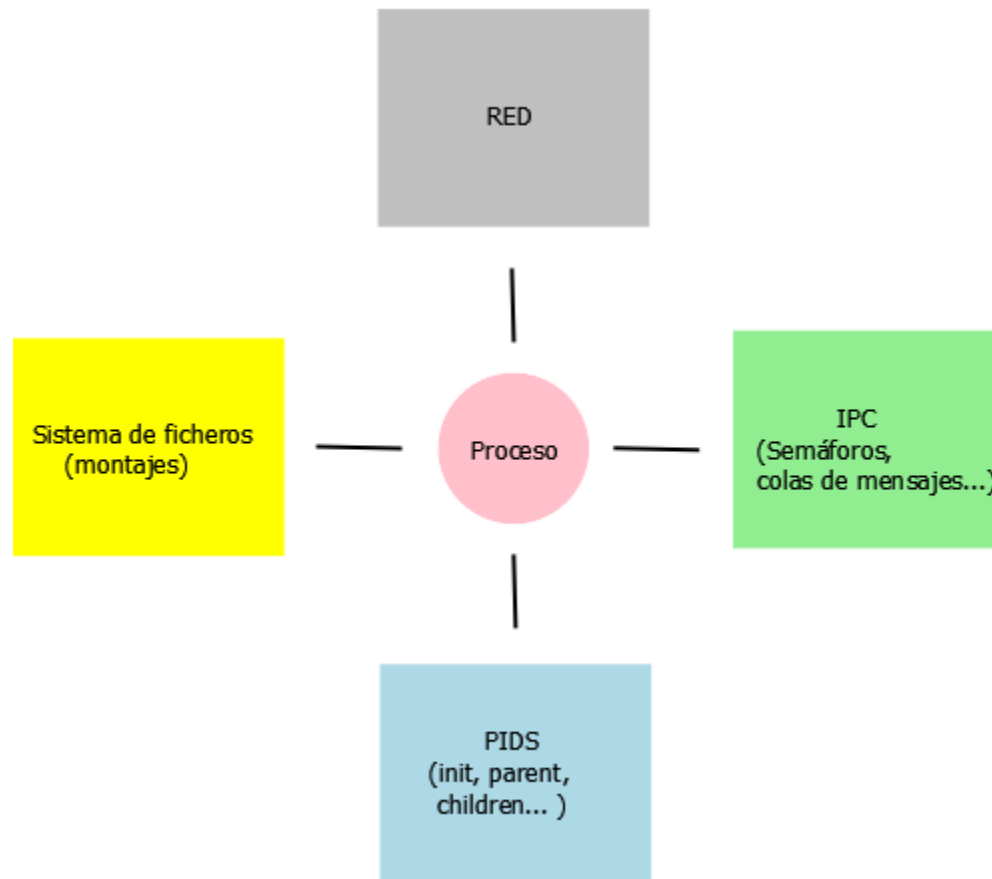 RED
Sistema de ficheros
(montajes)
Proceso
IPC
(Semáforos,
colas de mensajes...)
PIDS
(init, parent,
children... )